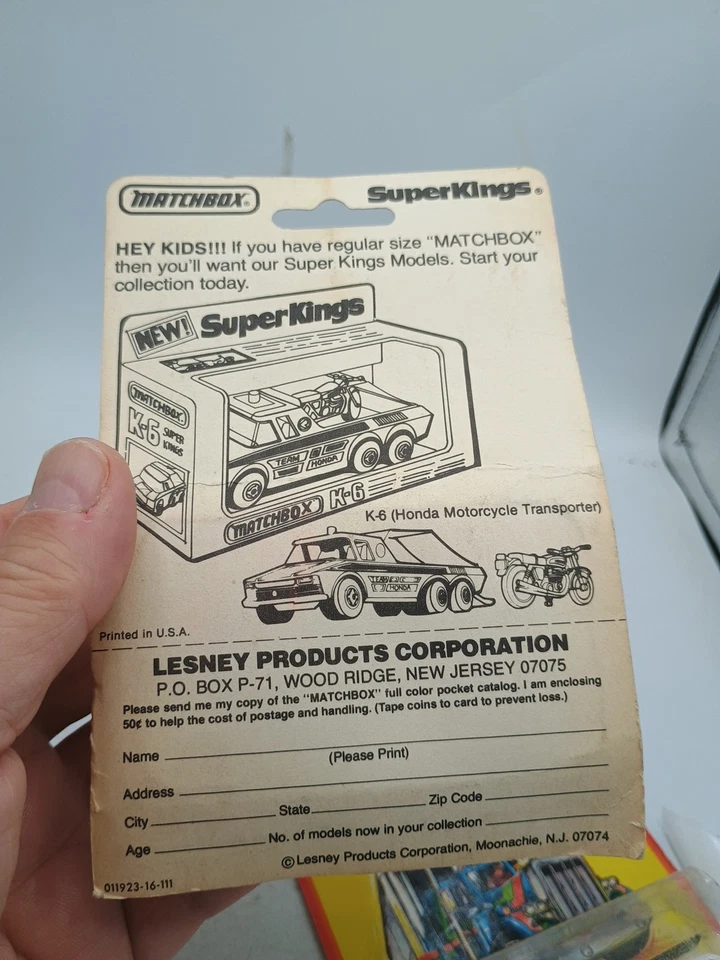 MATCHBOX®
SuperKings®
HEY KIDS!!! If you have regular size "MATCHBOX"
then you'll want our Super Kings Models. Start your
collection today.
NEW! SuperKings
MATCHBOX
K-6 SUPER
KINGS
TEAM HONDA
MATCHBOX K-6
K-6 (Honda Motorcycle Transporter)
TEAM
HONDA
Printed in U.S.A.
LESNEY PRODUCTS CORPORATION
P.O. BOX P-71, WOOD RIDGE, NEW JERSEY 07075
Please send me my copy of the "MATCHBOX" full color pocket catalog. I am enclosing
50¢ to help the cost of postage and handling. (Tape coins to card to prevent loss.)
Name
(Please Print)
Address
City State Zip Code
Age No. of models now in your collection
© Lesney Products Corporation, Moonachie, N.J. 07074
011923-16-111